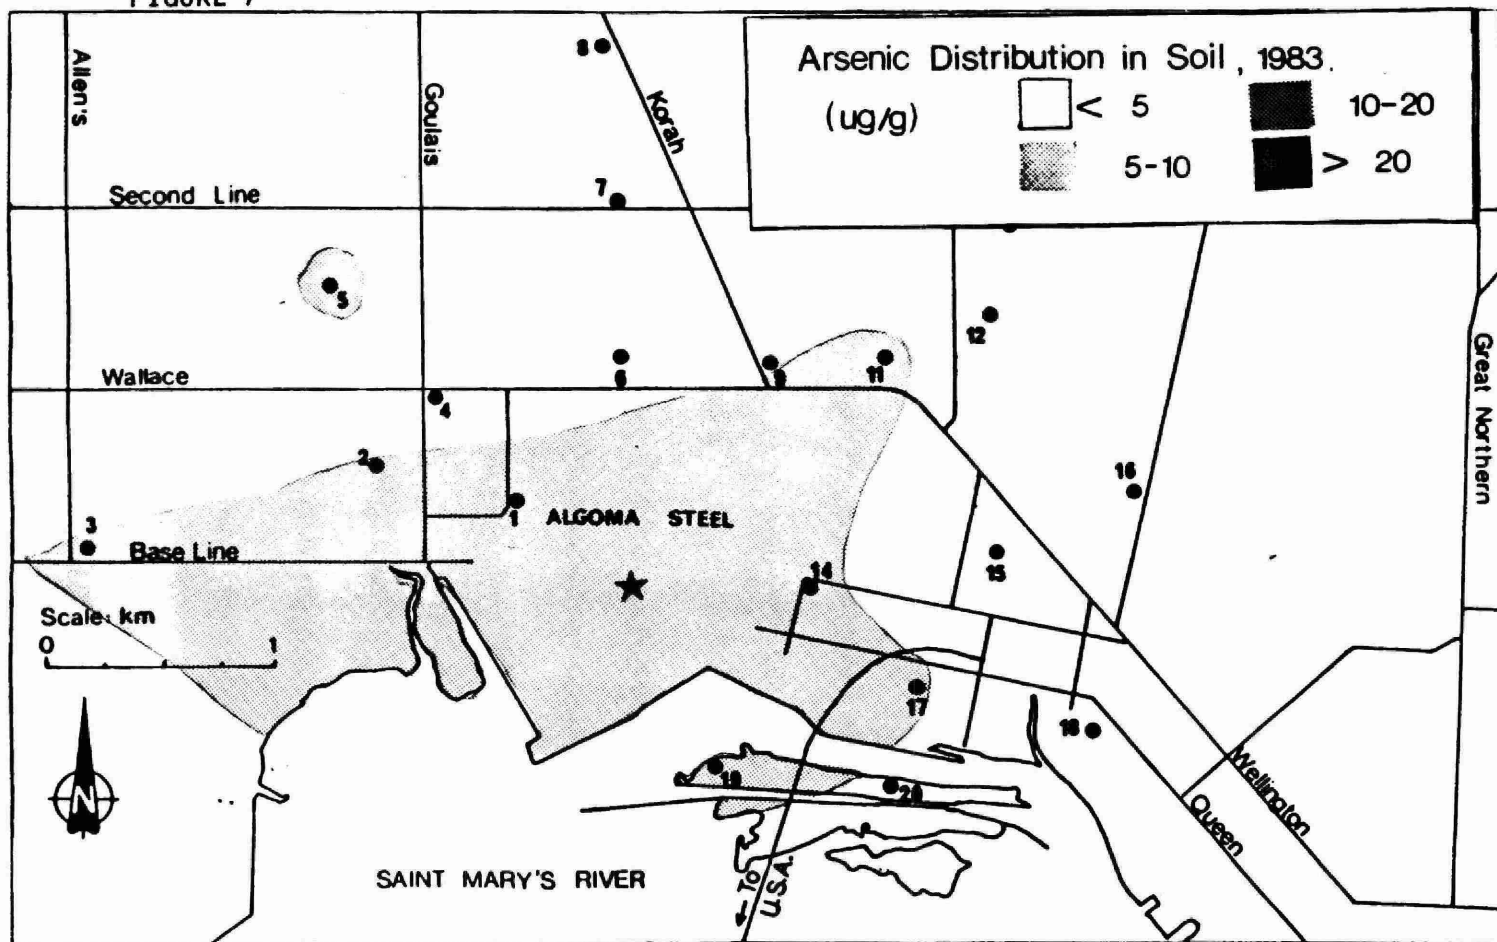 FIGURE 7
Arsenic Distribution in Soil, 1983.
(ug/g)
< 5
10-20
5-10
> 20
Allen's
Goulais
Korah
8
Second Line
7
5
12
Great Northern
Wallace
6
9
11
4
2
16
1
ALGOMA STEEL
3
Base Line
14
15
Scale: km
0
1
17
18
19
20
N
Wellington
Queen
SAINT MARY'S RIVER
← To
U.S.A.